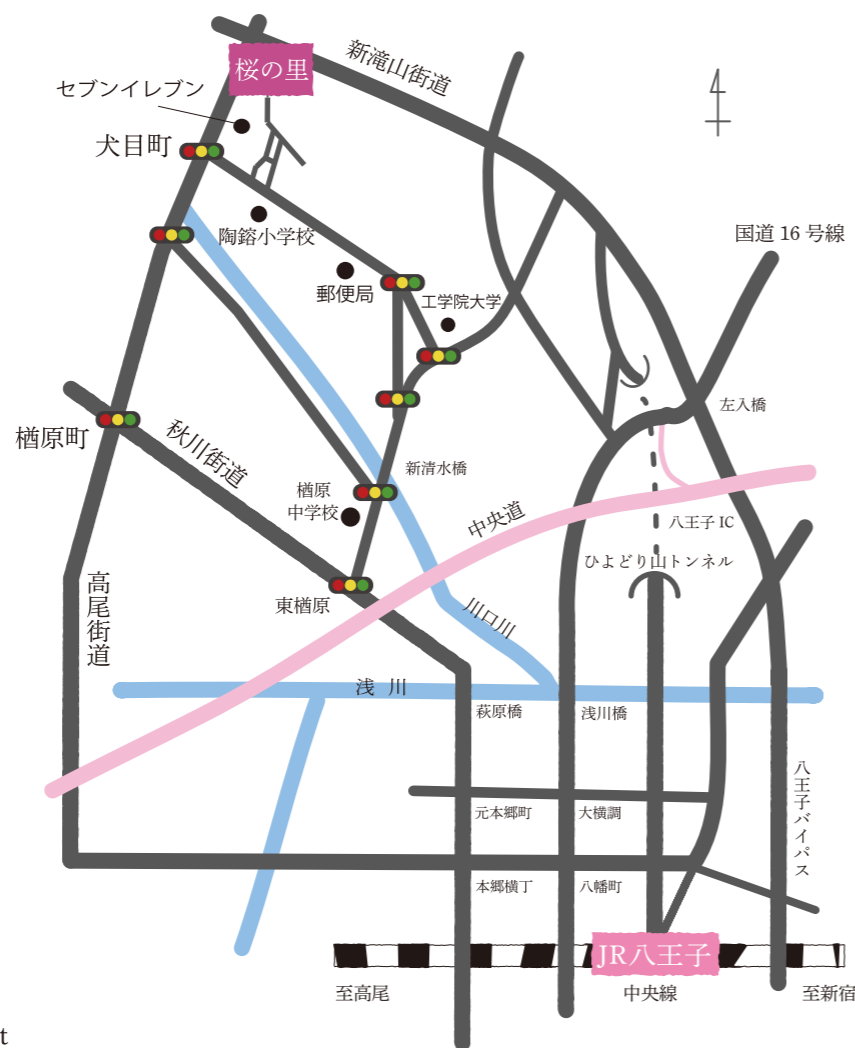 新滝山街道
桜の里
セブンイレブン
犬目町
陶鎔小学校
国道 16 号線
郵便局
工学院大学
左入橋
楢原町
秋川街道
新清水橋
楢原
中学校
中央道
八王子 IC
ひよどり山トンネル
高尾街道
東楢原
川口川
浅 川
萩原橋
浅川橋
八王子バイパス
元本郷町
大横調
本郷横丁
八幡町
JR八王子
至高尾
中央線
至新宿
t